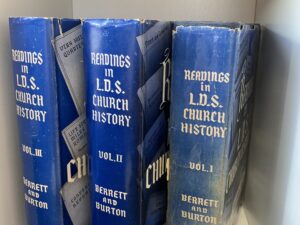 READINGS
in
L.D.S.
CHURCH
HISTORY
VOL. III
BERRETT
AND
BURTON
READINGS
in
L.D.S.
CHURCH
HISTORY
VOL. II
BERRETT
AND
BURTON
READINGS
in
L.D.S.
CHURCH
HISTORY
VOL. I
BERRETT
AND
BURTON